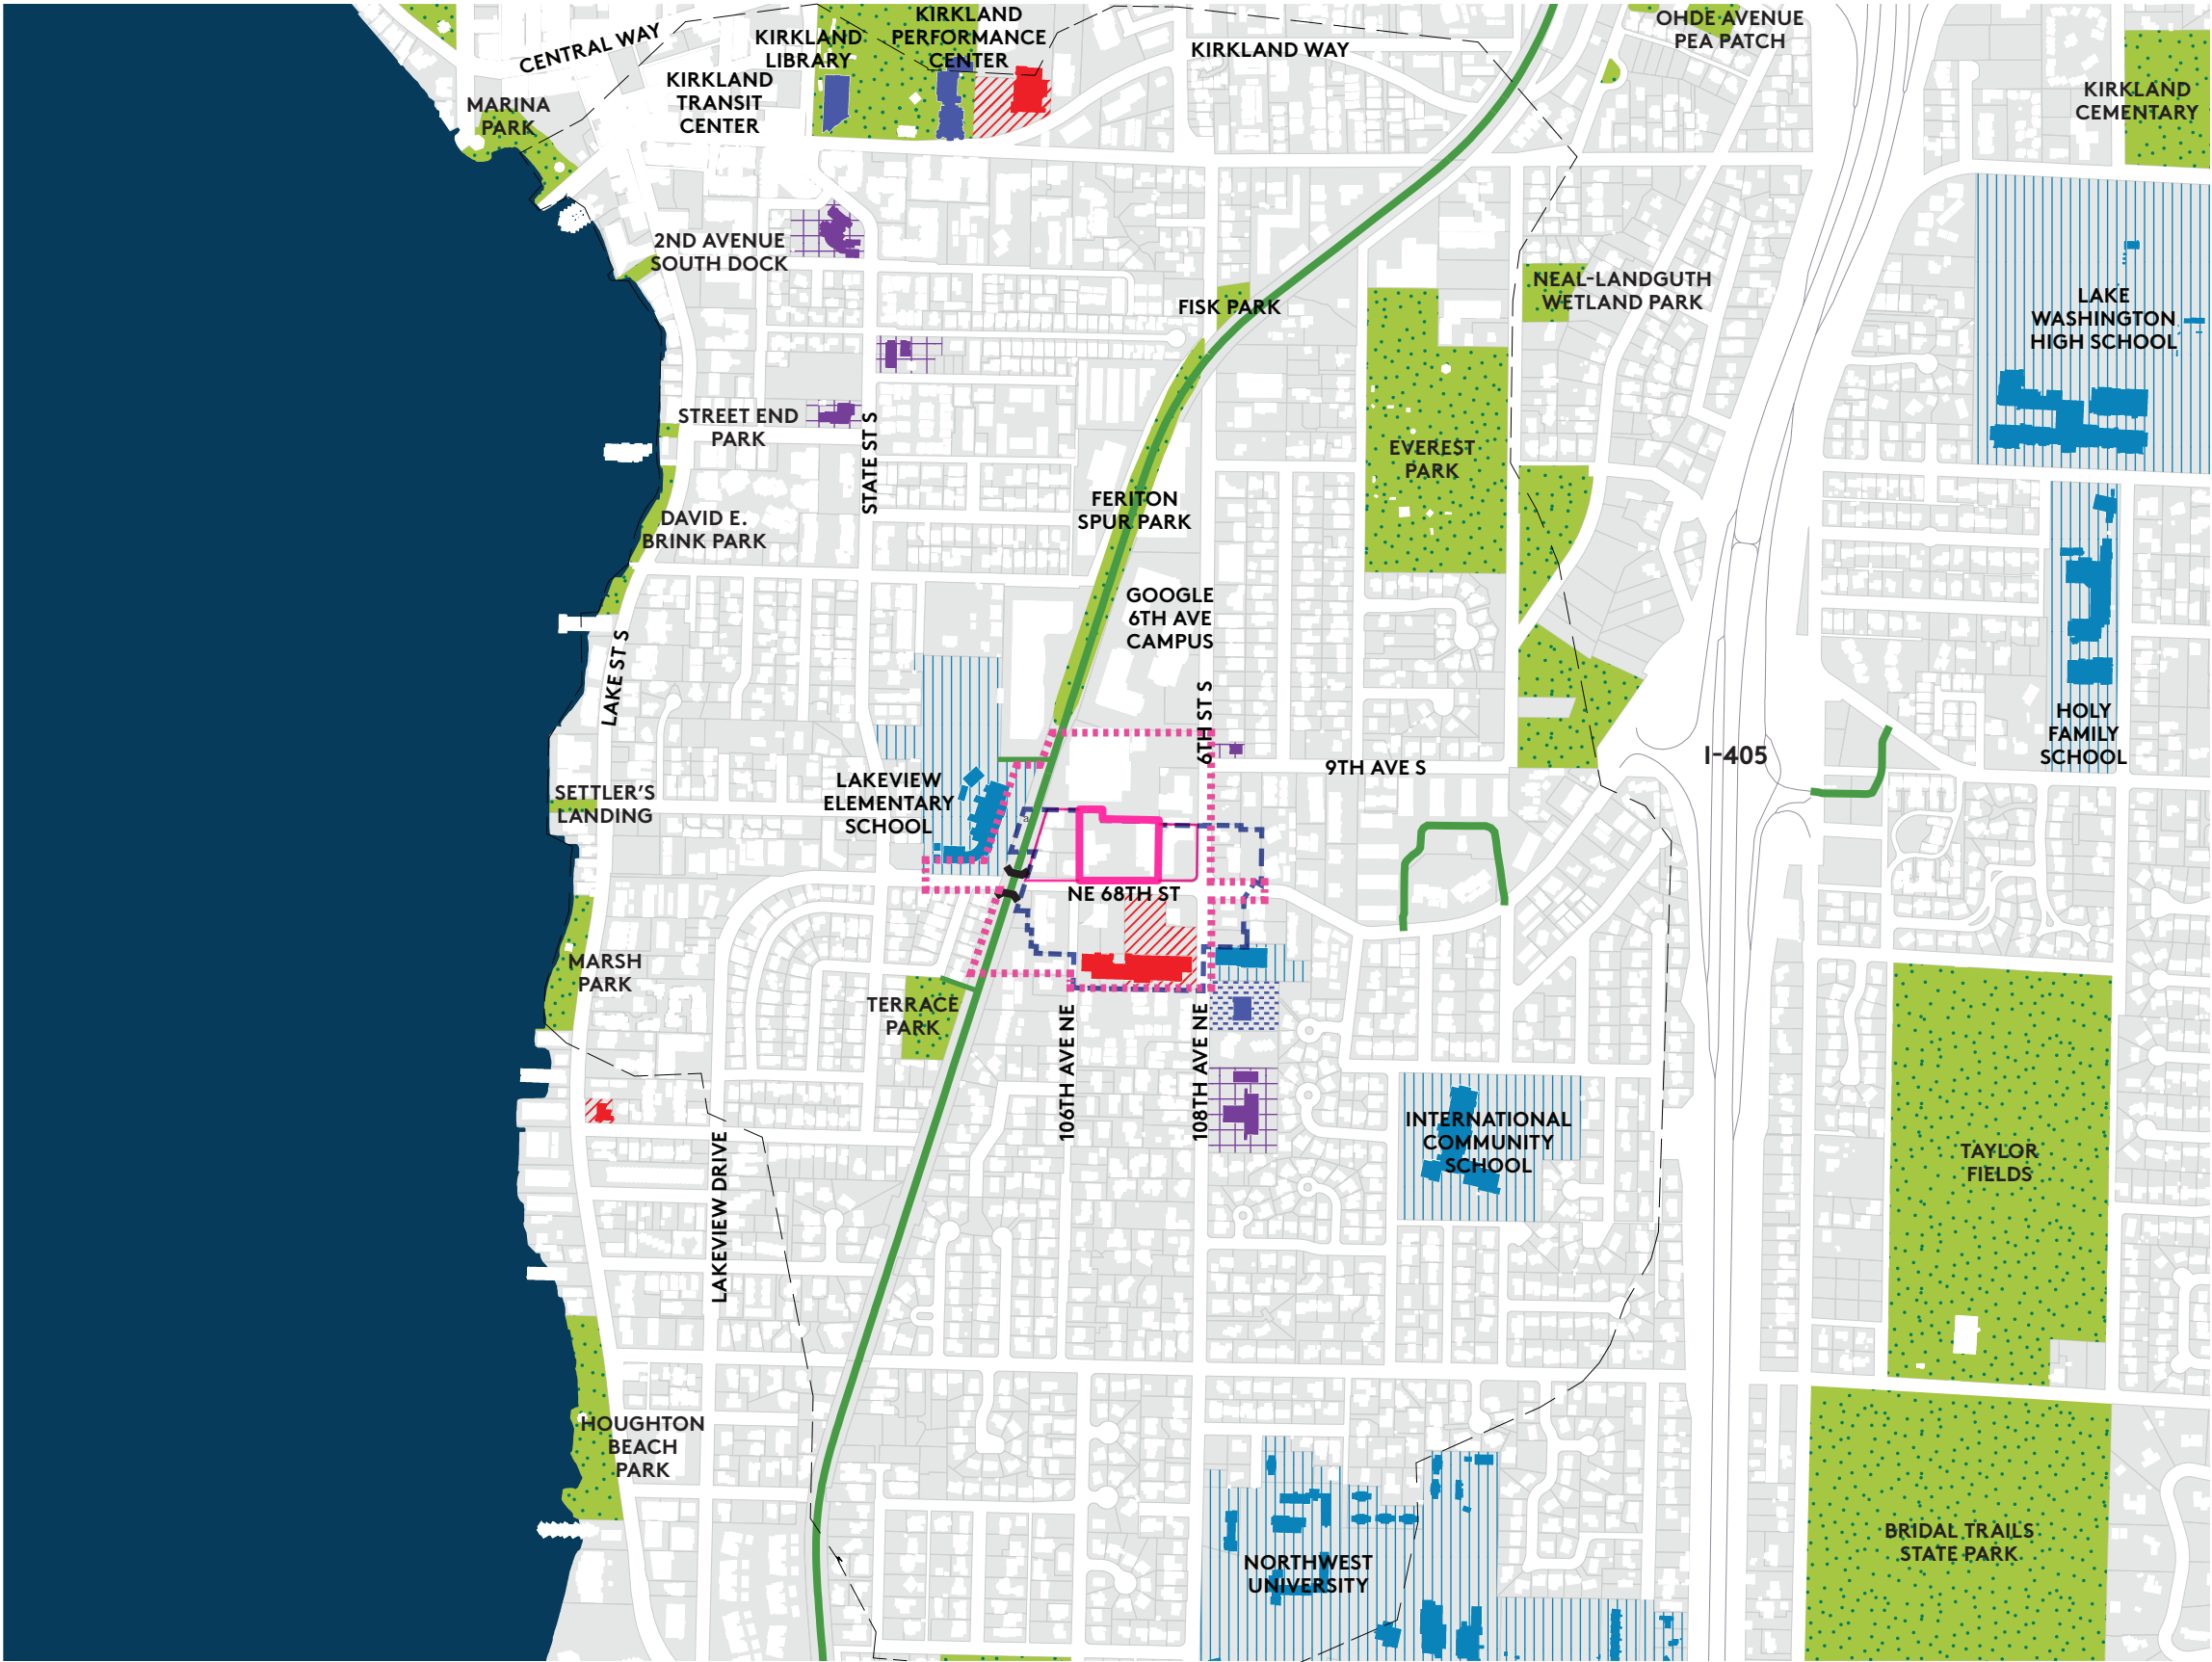 CENTRAL WAY
MARINA
PARK
KIRKLAND
LIBRARY
KIRKLAND
PERFORMANCE
CENTER
KIRKLAND
TRANSIT
CENTER
KIRKLAND WAY
OHDE AVENUE
PEA PATCH
KIRKLAND
CEMENTARY
2ND AVENUE
SOUTH DOCK
FISK PARK
NEAL-LANDGUTH
WETLAND PARK
LAKE
WASHINGTON
HIGH SCHOOL
STREET END
PARK
STATE ST S
EVEREST
PARK
DAVID E.
BRINK PARK
FERITON
SPUR PARK
GOOGLE
6TH AVE
CAMPUS
LAKE ST S
6TH ST S
HOLY
FAMILY
SCHOOL
I-405
9TH AVE S
SETTLER'S
LANDING
LAKEVIEW
ELEMENTARY
SCHOOL
a
NE 68TH ST
MARSH
PARK
TERRACE
PARK
106TH AVE NE
108TH AVE NE
LAKEVIEW DRIVE
INTERNATIONAL
COMMUNITY
SCHOOL
TAYLOR
FIELDS
HOUGHTON
BEACH
PARK
NORTHWEST
UNIVERSITY
BRIDAL TRAILS
STATE PARK